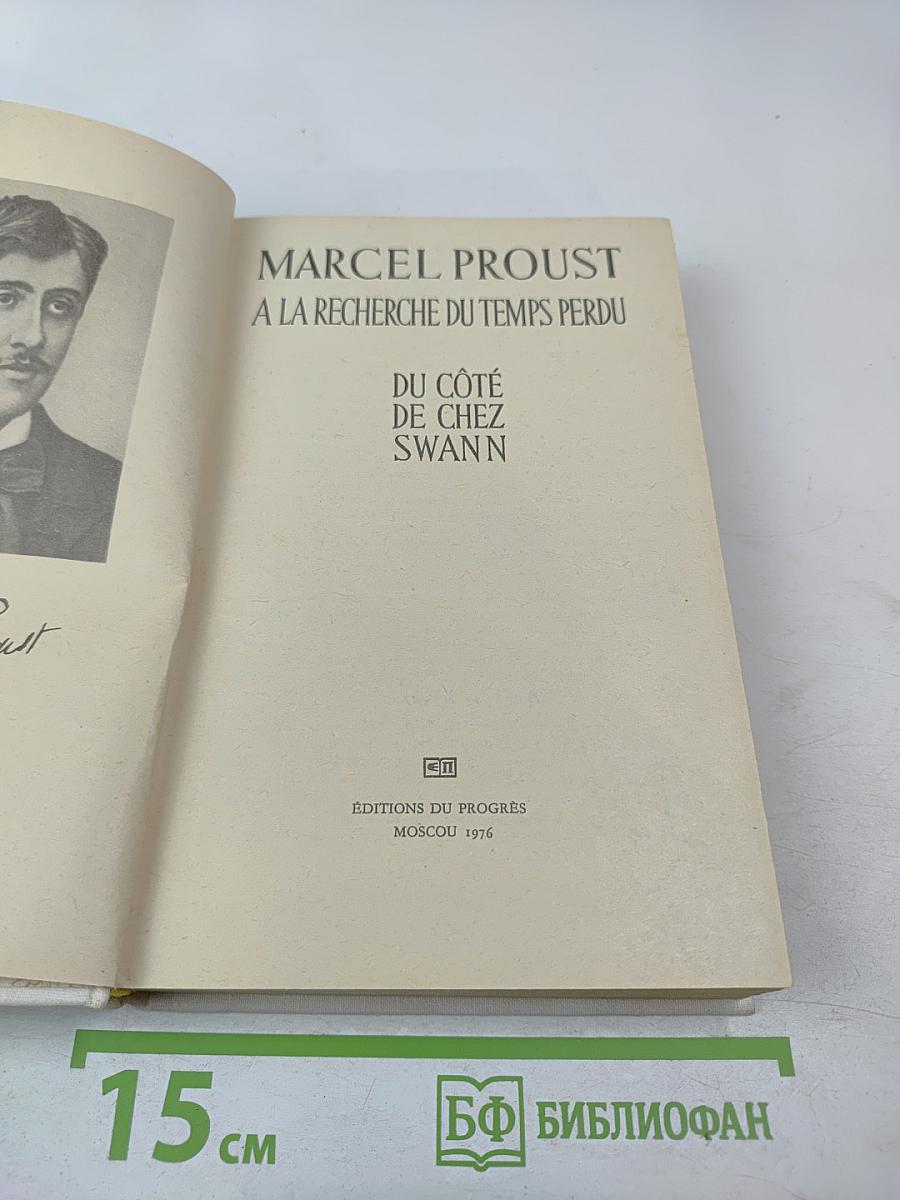 MARCEL PROUST
A LA RECHERCHE DU TEMPS PERDU
DU CÔTÉ
DE CHEZ
SWANN
ÉDITIONS DU PROGRÈS
MOSCOU 1976
15 см
БФ БИБЛИОФАН